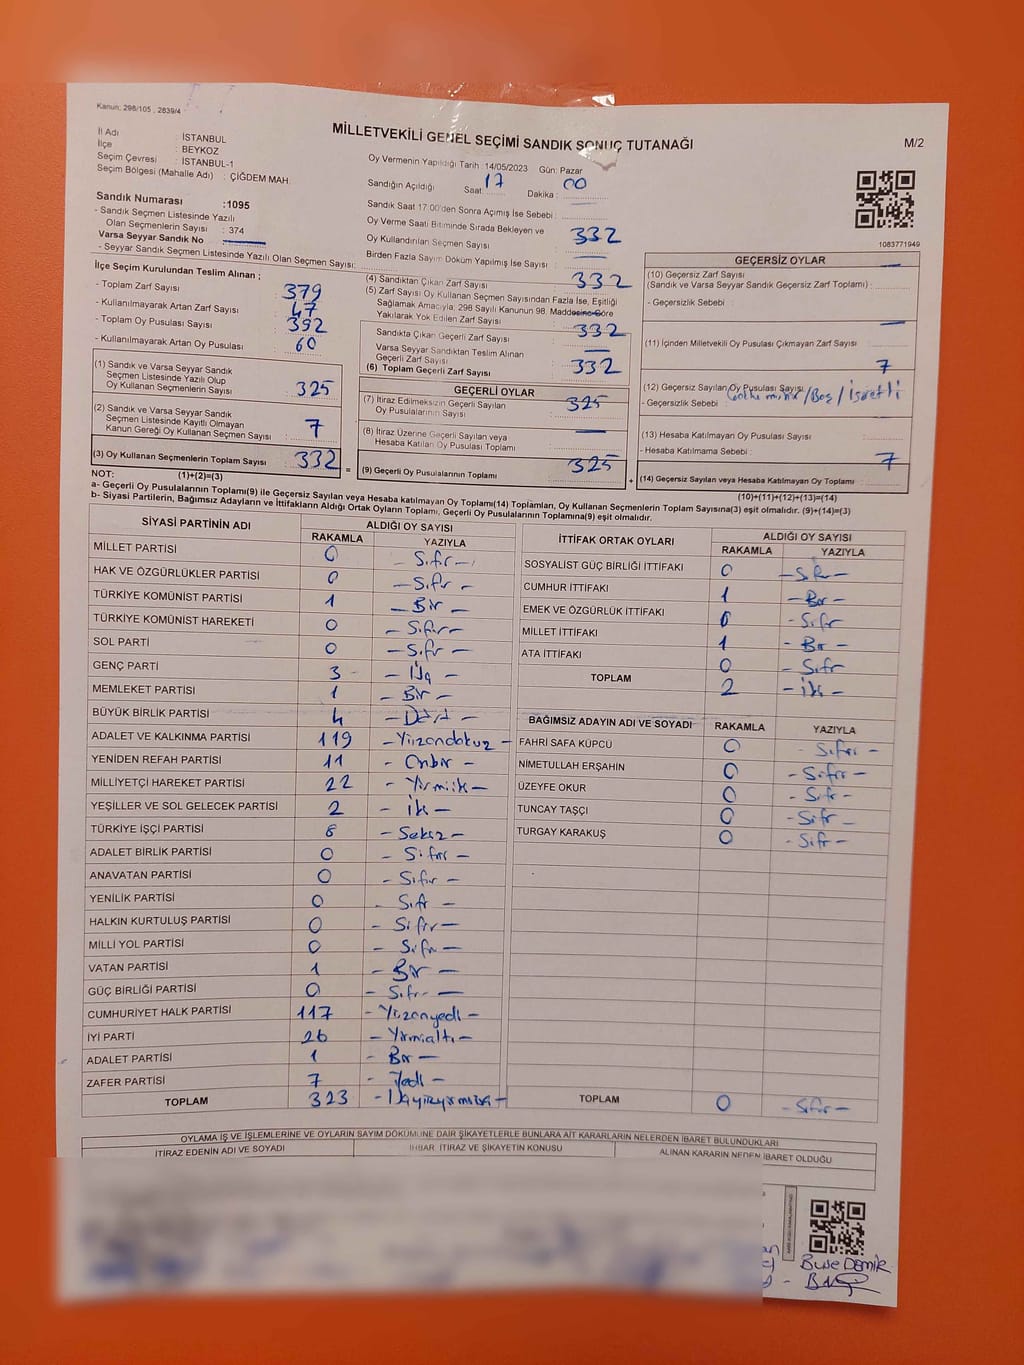 Kanun; 298/105 , 2839/4
MİLLETVEKİLİ GENEL SEÇİMİ SANDIK SONUÇ TUTANAĞI
M/2
İl Adı : İSTANBUL
İlçe : BEYKOZ
Seçim Çevresi : İSTANBUL-1
Seçim Bölgesi (Mahalle Adı) : ÇİĞDEM MAH.
Sandık Numarası :1095
- Sandık Seçmen Listesinde Yazılı
Olan Seçmenlerin Sayısı : 374
Varsa Seyyar Sandık No :
- Seyyar Sandık Seçmen Listesinde Yazılı Olan Seçmen Sayısı:
Oy Vermenin Yapıldığı Tarih :14/05/2023 Gün: Pazar
Sandığın Açıldığı Saat: 17 Dakika : 00
Sandık Saat 17:00'den Sonra Açımış İse Sebebi :
Oy Verme Saati Bitiminde Sırada Bekleyen ve
Oy Kullandırılan Seçmen Sayısı : 332
Birden Fazla Sayım Döküm Yapılmış İse Sayısı :
1083771949
İlçe Seçim Kurulundan Teslim Alınan ;
- Toplam Zarf Sayısı : 379
- Kullanılmayarak Artan Zarf Sayısı : 47
- Toplam Oy Pusulası Sayısı : 392
- Kullanılmayarak Artan Oy Pusulası : 60
(1) Sandık ve Varsa Seyyar Sandık
Seçmen Listesinde Yazılı Olup
Oy Kullanan Seçmenlerin Sayısı : 325
(2) Sandık ve Varsa Seyyar Sandık
Seçmen Listesinde Kayıtlı Olmayan
Kanun Gereği Oy Kullanan Seçmen Sayısı : 7
(3) Oy Kullanan Seçmenlerin Toplam Sayısı : 332
(1)+(2)=(3)
(4) Sandıktan Çıkan Zarf Sayısı : 332
(5) Zarf Sayısı Oy Kullanan Seçmen Sayısından Fazla İse, Eşitliği
Sağlamak Amacıyla; 298 Sayılı Kanunun 98. Maddesine Göre
Yakılarak Yok Edilen Zarf Sayısı :
Sandıkta Çıkan Geçerli Zarf Sayısı : 332
Varsa Seyyar Sandıktan Teslim Alınan
Geçerli Zarf Sayısı :
(6) Toplam Geçerli Zarf Sayısı : 332
GEÇERLİ OYLAR
(7) İtiraz Edilmeksizin Geçerli Sayılan
Oy Pusulalarının Sayısı : 325
(8) İtiraz Üzerine Geçerli Sayılan veya
Hesaba Katılan Oy Pusulası Toplamı :
= (9) Geçerli Oy Pusulalarının Toplamı : 325
GEÇERSİZ OYLAR
(10) Geçersiz Zarf Sayısı
(Sandık ve Varsa Seyyar Sandık Geçersiz Zarf Toplamı) :
- Geçersizlik Sebebi :
(11) İçinden Milletvekili Oy Pusulası Çıkmayan Zarf Sayısı :
(12) Geçersiz Sayılan Oy Pusulası Sayısı : 7
- Geçersizlik Sebebi : /Boş/İşaretli
(13) Hesaba Katılmayan Oy Pusulası Sayısı :
- Hesaba Katılmama Sebebi :
+ (14) Geçersiz Sayılan veya Hesaba Katılmayan Oy Toplamı : 7
(10)+(11)+(12)+(13)=(14)
NOT:
a- Geçerli Oy Pusulalarının Toplamı(9) ile Geçersiz Sayılan veya Hesaba katılmayan Oy Toplamı(14) Toplamları, Oy Kullanan Seçmenlerin Toplam Sayısına(3) eşit olmalıdır. (9)+(14)=(3)
b- Siyasi Partilerin, Bağımsız Adayların ve İttifakların Aldığı Ortak Oyların Toplamı, Geçerli Oy Pusulalarının Toplamına(9) eşit olmalıdır.
SİYASİ PARTİNİN ADI ALDIĞI OY SAYISI
RAKAMLA YAZIYLA
MİLLET PARTİSİ 0 - Sıfır -
HAK VE ÖZGÜRLÜKLER PARTİSİ 0 - Sıfır -
TÜRKİYE KOMÜNİST PARTİSİ 1 - Bir -
TÜRKİYE KOMÜNİST HAREKETİ 0 - Sıfır -
SOL PARTİ 0 - Sıfır -
GENÇ PARTİ 3 - Üç -
MEMLEKET PARTİSİ 1 - Bir -
BÜYÜK BİRLİK PARTİSİ 4 - Dört -
ADALET VE KALKINMA PARTİSİ 119 - Yüzondokuz -
YENİDEN REFAH PARTİSİ 11 - Onbir -
MİLLİYETÇİ HAREKET PARTİSİ 22 - Yirmiiki -
YEŞİLLER VE SOL GELECEK PARTİSİ 2 - İki -
TÜRKİYE İŞÇİ PARTİSİ 8 - Sekiz -
ADALET BİRLİK PARTİSİ 0 - Sıfır -
ANAVATAN PARTİSİ 0 - Sıfır -
YENİLİK PARTİSİ 0 - Sıfır -
HALKIN KURTULUŞ PARTİSİ 0 - Sıfır -
MİLLİ YOL PARTİSİ 0 - Sıfır -
VATAN PARTİSİ 1 - Bir -
GÜÇ BİRLİĞİ PARTİSİ 0 - Sıfır -
CUMHURİYET HALK PARTİSİ 117 - Yüzonyedi -
İYİ PARTİ 26 - Yirmialtı -
ADALET PARTİSİ 1 - Bir -
ZAFER PARTİSİ 7 - Yedi -
TOPLAM 323 - Üçyüzyirmiüç -
İTTİFAK ORTAK OYLARI ALDIĞI OY SAYISI
RAKAMLA YAZIYLA
SOSYALİST GÜÇ BİRLİĞİ İTTİFAKI 0 - Sıfır -
CUMHUR İTTİFAKI 1 - Bir -
EMEK VE ÖZGÜRLÜK İTTİFAKI 0 - Sıfır
MİLLET İTTİFAKI 1 - Bir -
ATA İTTİFAKI 0 - Sıfır
TOPLAM 2 - İki -
BAĞIMSIZ ADAYIN ADI VE SOYADI RAKAMLA YAZIYLA
FAHRİ SAFA KÜPCÜ 0 - Sıfır -
NİMETULLAH ERŞAHİN 0 - Sıfır -
ÜZEYFE OKUR 0 - Sıfır -
TUNCAY TAŞÇI 0 - Sıfır -
TURGAY KARAKUŞ 0 - Sıfır -
TOPLAM 0 - Sıfır -
OYLAMA İŞ VE İŞLEMLERİNE VE OYLARIN SAYIM DÖKÜMÜNE DAİR ŞİKAYETLERLE BUNLARA AİT KARARLARIN NELERDEN İBARET BULUNDUKLARI
İTİRAZ EDENİN ADI VE SOYADI İHBAR, İTİRAZ VE ŞİKAYETİN KONUSU ALINAN KARARIN NEDEN İBARET OLDUĞU
Buse Demir